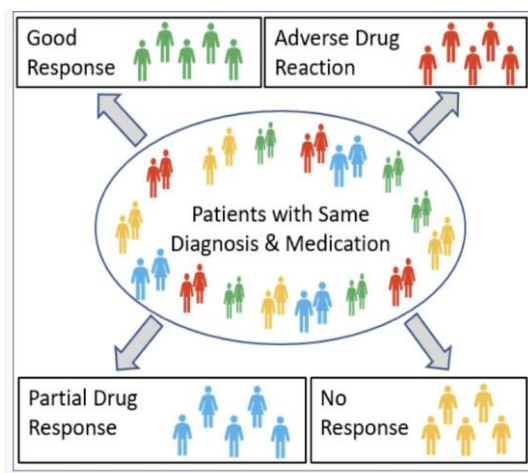 Good
Response
Adverse Drug
Reaction
Patients with Same
Diagnosis & Medication
Partial Drug
Response
No
Response